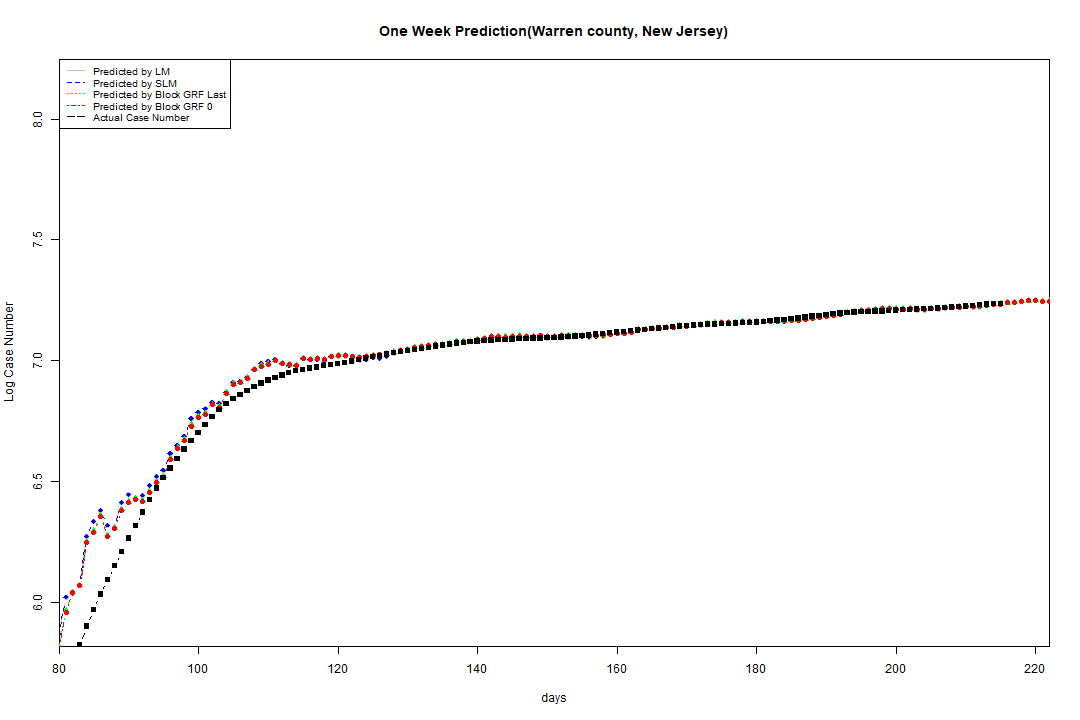 One Week Prediction(Warren county, New Jersey)
Predicted by LM
Predicted by SLM
Predicted by Block GRF Last
Predicted by Block GRF 0
Actual Case Number
8.0
7.5
7.0
6.5
6.0
Log Case Number
80 100 120 140 160 180 200 220
days